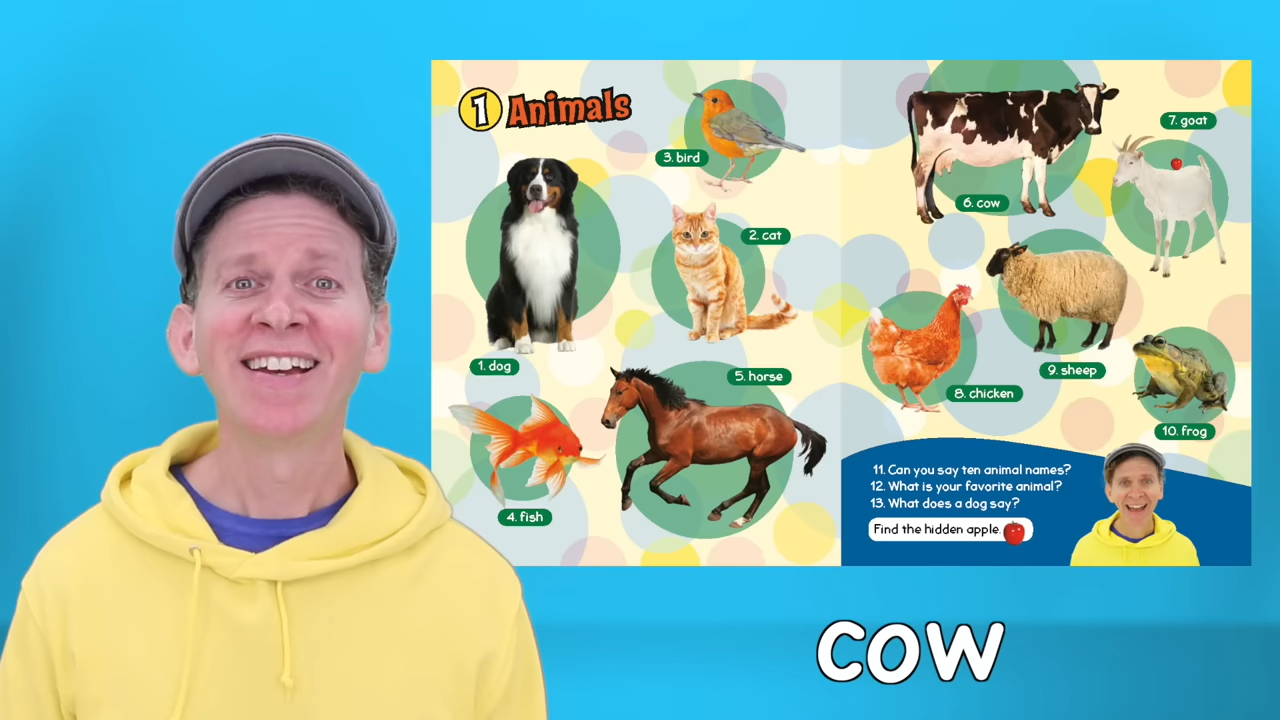 1 Animals
3. bird
2. cat
1. dog
5. horse
4. fish
6. cow
7. goat
9. sheep
8. chicken
10. frog
11. Can you say ten animal names?
12. What is your favorite animal?
13. What does a dog say?
Find the hidden apple.
COW